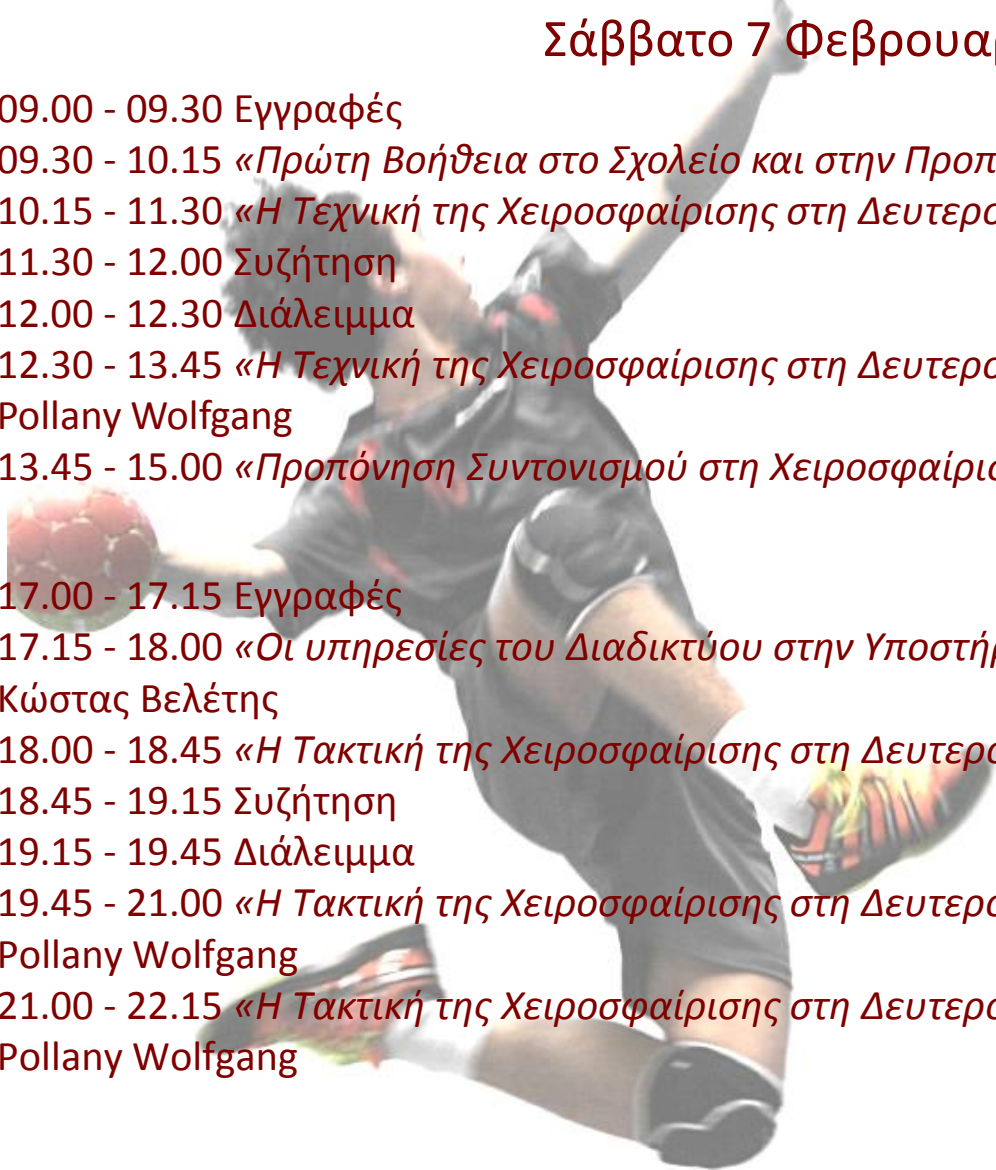 Σάββατο 7 Φεβρουα
09.00 - 09.30 Εγγραφές
09.30 - 10.15 «Πρώτη Βοήθεια στο Σχολείο και στην Προπ
10.15 - 11.30 «Η Τεχνική της Χειροσφαίρισης στη Δευτερο
11.30 - 12.00 Συζήτηση
12.00 - 12.30 Διάλειμμα
12.30 - 13.45 «Η Τεχνική της Χειροσφαίρισης στη Δευτερο
Pollany Wolfgang
13.45 - 15.00 «Προπόνηση Συντονισμού στη Χειροσφαίρισ
17.00 - 17.15 Εγγραφές
17.15 - 18.00 «Οι υπηρεσίες του Διαδικτύου στην Υποστήρ
Κώστας Βελέτης
18.00 - 18.45 «Η Τακτική της Χειροσφαίρισης στη Δευτερο
18.45 - 19.15 Συζήτηση
19.15 - 19.45 Διάλειμμα
19.45 - 21.00 «Η Τακτική της Χειροσφαίρισης στη Δευτερο
Pollany Wolfgang
21.00 - 22.15 «Η Τακτική της Χειροσφαίρισης στη Δευτερο
Pollany Wolfgang